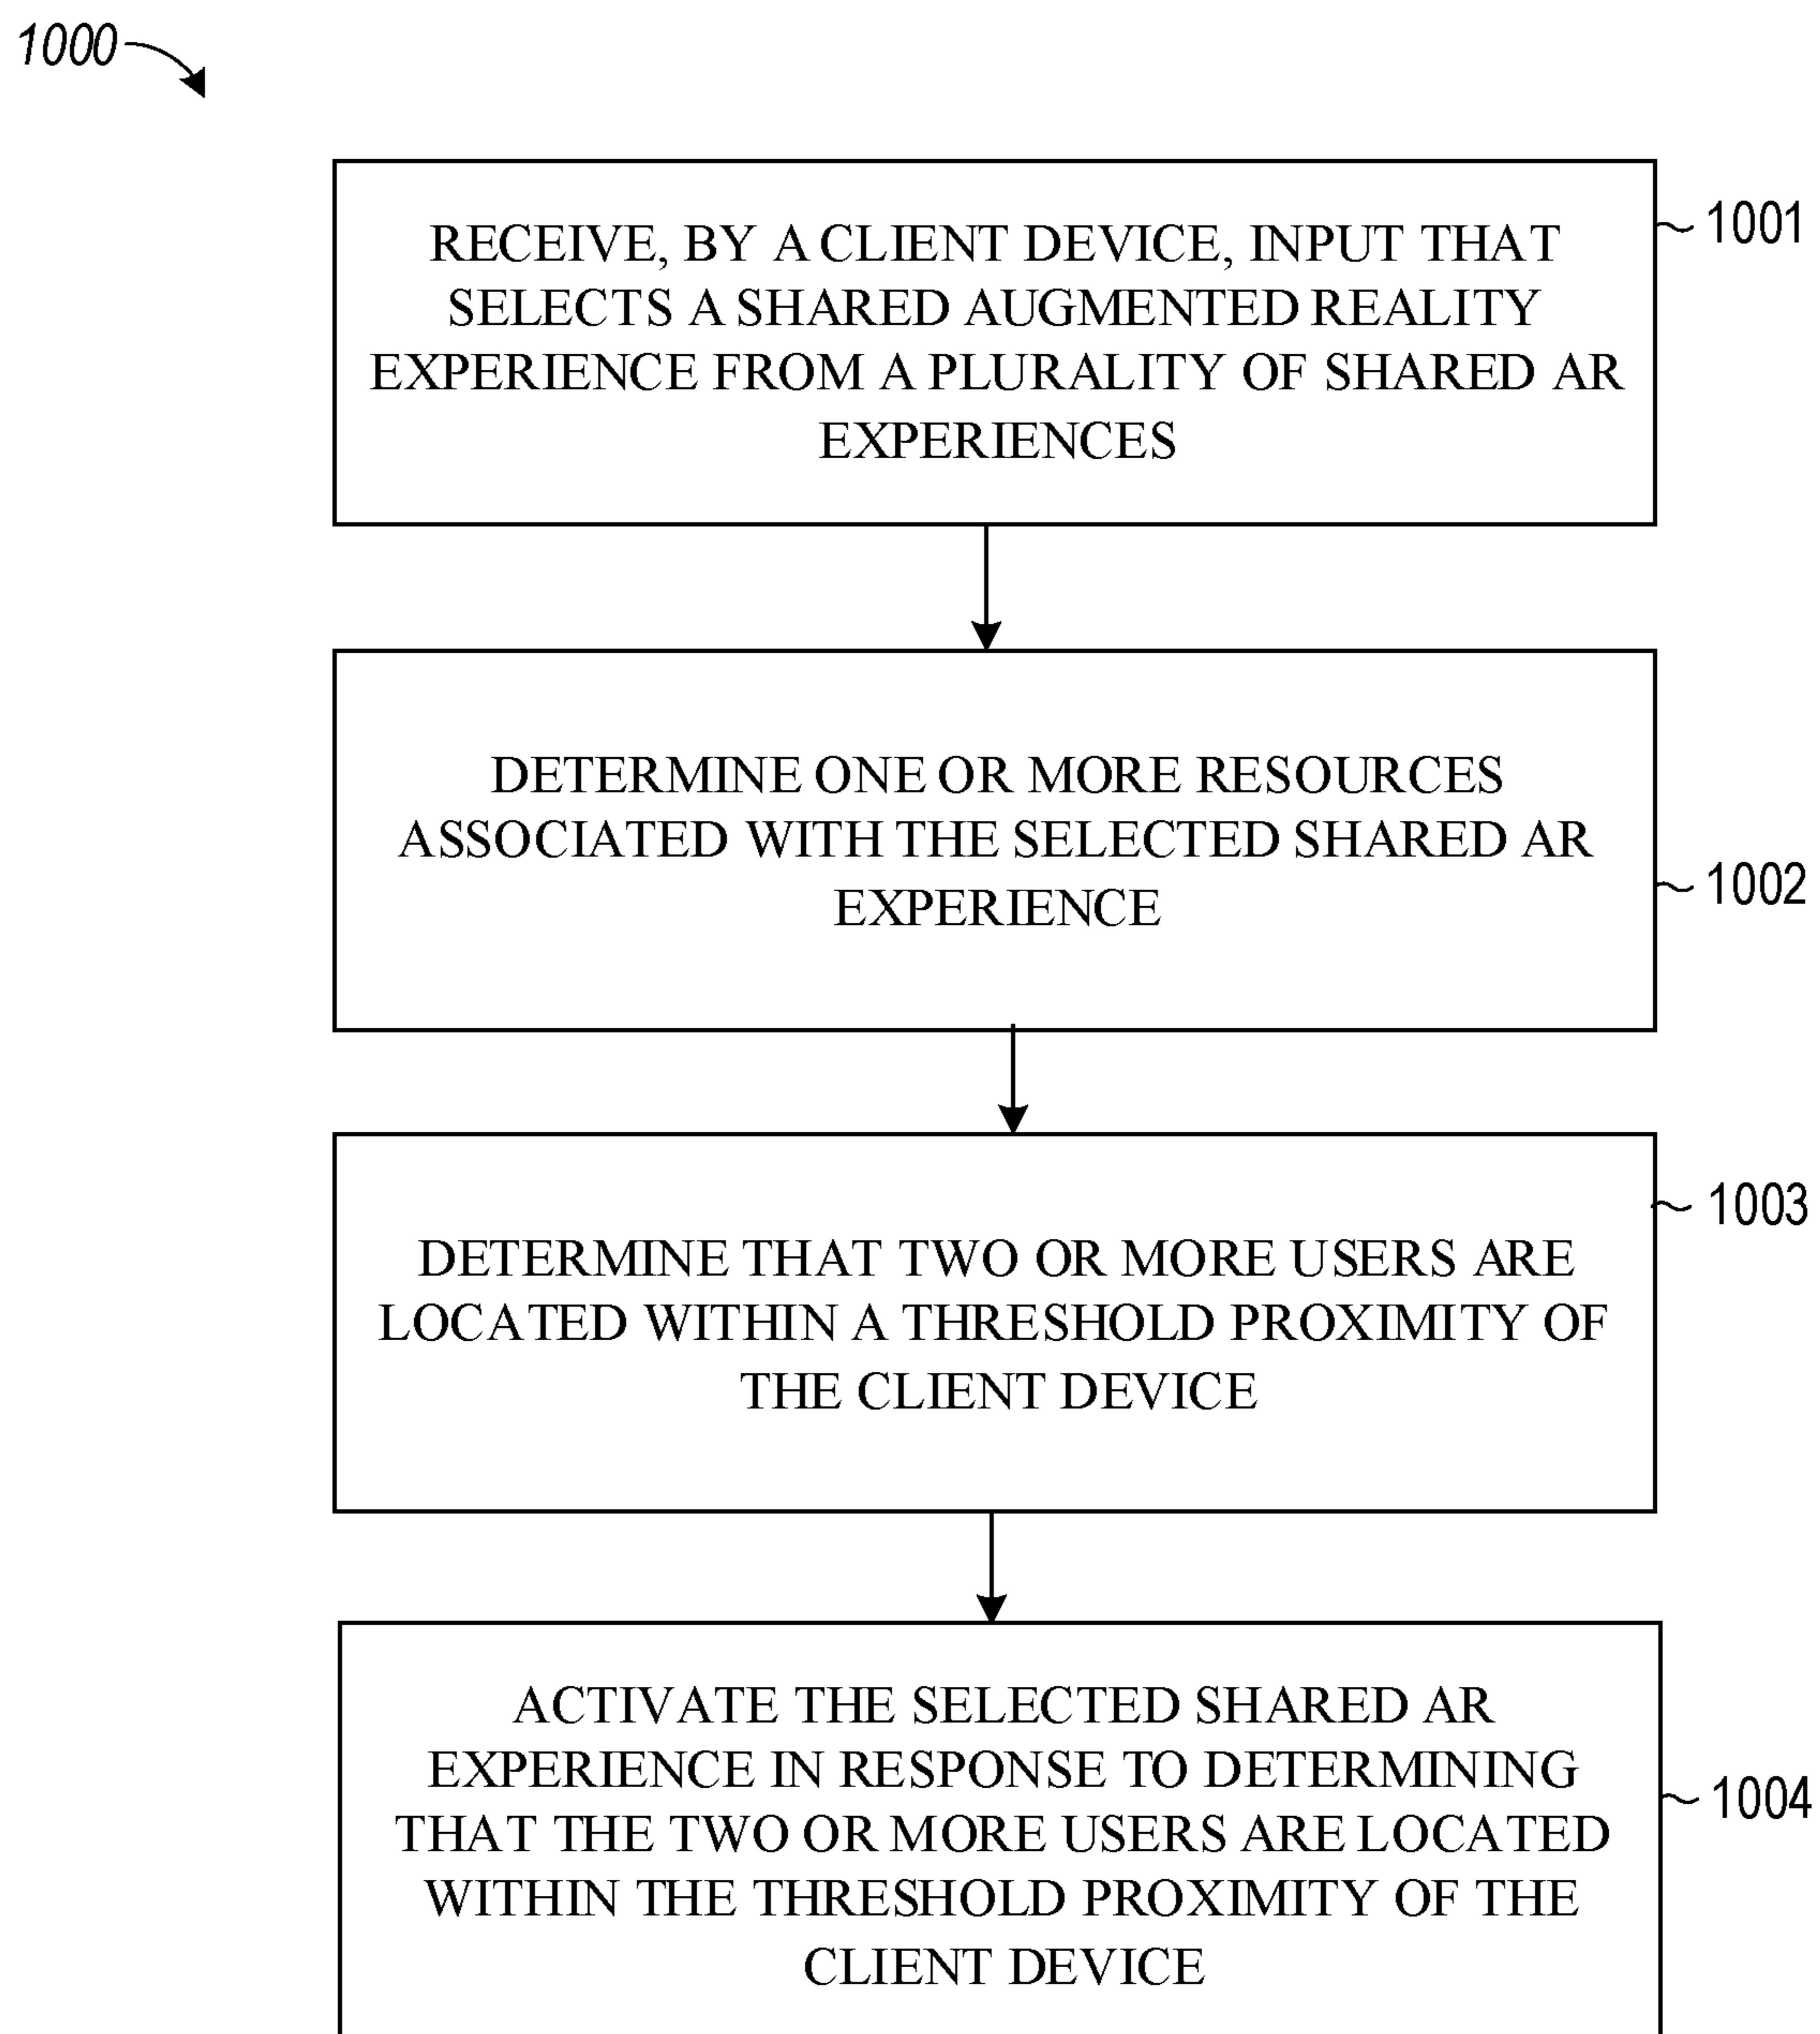 1000
RECEIVE, BY A CLIENT DEVICE, INPUT THAT
SELECTS A SHARED AUGMENTED REALITY
EXPERIENCE FROM A PLURALITY OF SHARED AR
EXPERIENCES
1001
DETERMINE ONE OR MORE RESOURCES
ASSOCIATED WITH THE SELECTED SHARED AR
EXPERIENCE
1002
DETERMINE THAT TWO OR MORE USERS ARE
LOCATED WITHIN A THRESHOLD PROXIMITY OF
THE CLIENT DEVICE
1003
ACTIVATE THE SELECTED SHARED AR
EXPERIENCE IN RESPONSE TO DETERMINING
THAT THE TWO OR MORE USERS ARE LOCATED
WITHIN THE THRESHOLD PROXIMITY OF THE
CLIENT DEVICE
1004